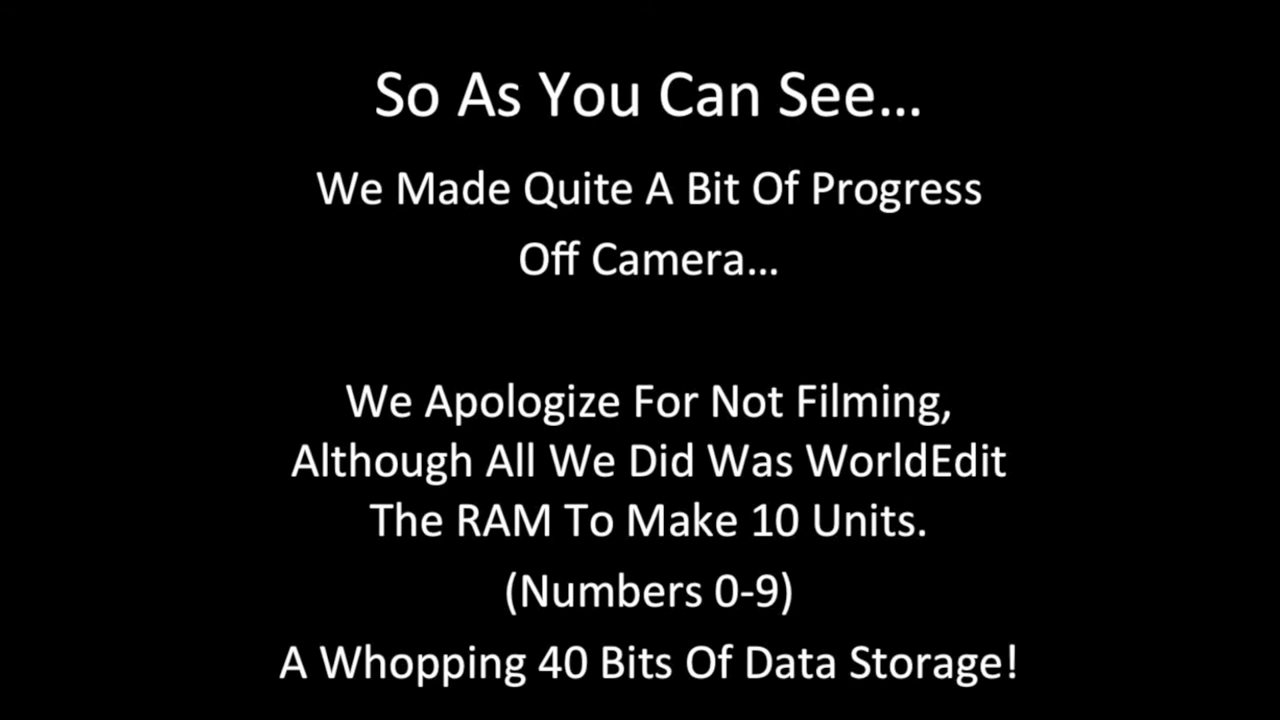 So As You Can See...
We Made Quite A Bit Of Progress
Off Camera...
We Apologize For Not Filming,
Although All We Did Was WorldEdit
The RAM To Make 10 Units.
(Numbers 0-9)
A Whopping 40 Bits Of Data Storage!